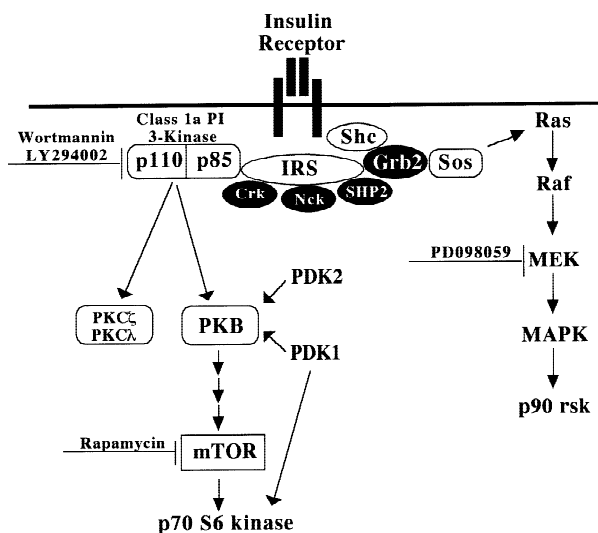 Insulin
Receptor
Class 1a PI
3-Kinase
Wortmannin
LY294002
p110 p85
IRS
Shc
Grb2
Sos
Ras
Crk
Nck
SHP2
Raf
PD098059
MEK
PDK2
PKCζ
PKCλ
PKB
PDK1
MAPK
p90 rsk
Rapamycin
mTOR
p70 S6 kinase